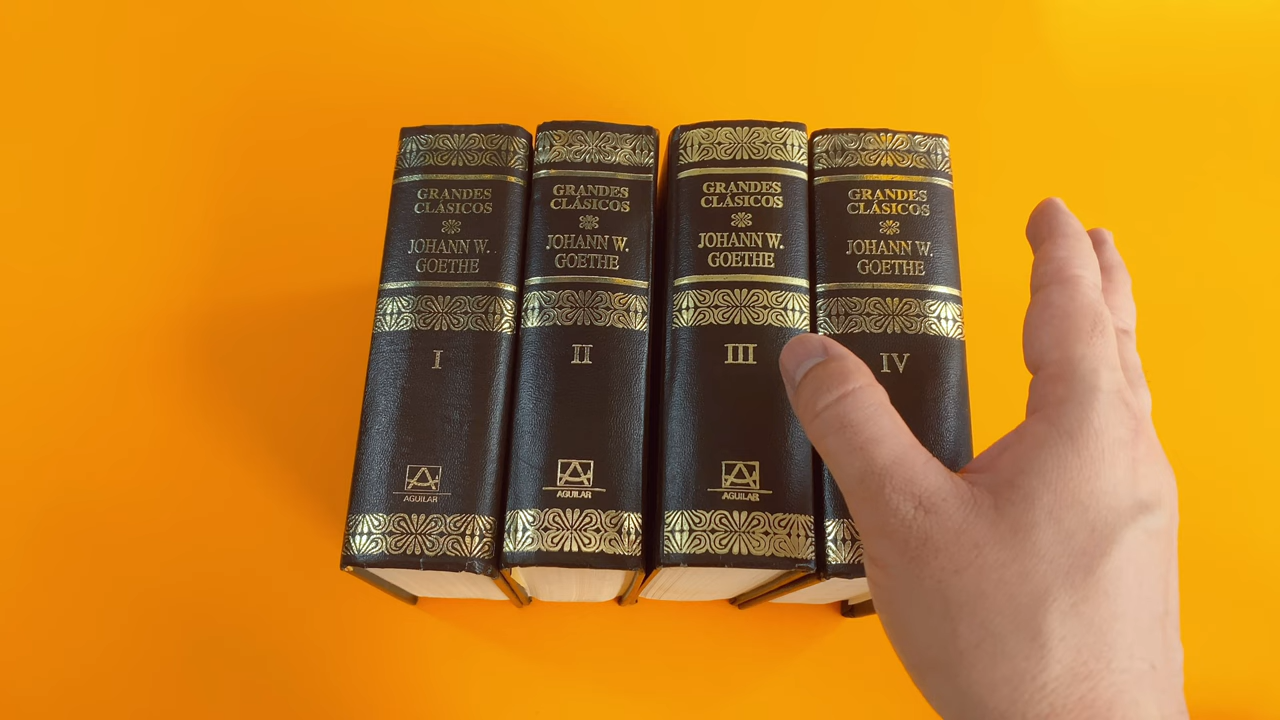 GRANDES
CLÁSICOS
JOHANN W.
GOETHE
I
AGUILAR
GRANDES
CLÁSICOS
JOHANN W.
GOETHE
II
AGUILAR
GRANDES
CLÁSICOS
JOHANN W.
GOETHE
III
AGUILAR
GRANDES
CLÁSICOS
JOHANN W.
GOETHE
IV